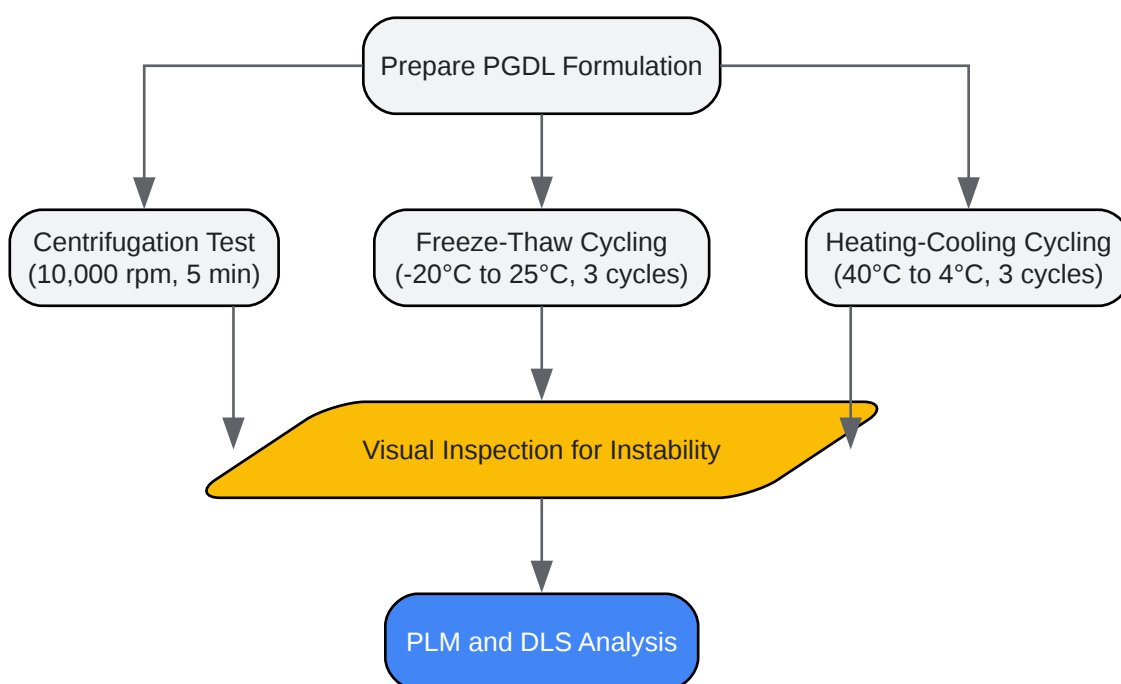 Prepare PGDL Formulation
Centrifugation Test
(10,000 rpm, 5 min)
Freeze-Thaw Cycling
(-20°C to 25°C, 3 cycles)
Heating-Cooling Cycling
(40°C to 4°C, 3 cycles)
Visual Inspection for Instability
PLM and DLS Analysis